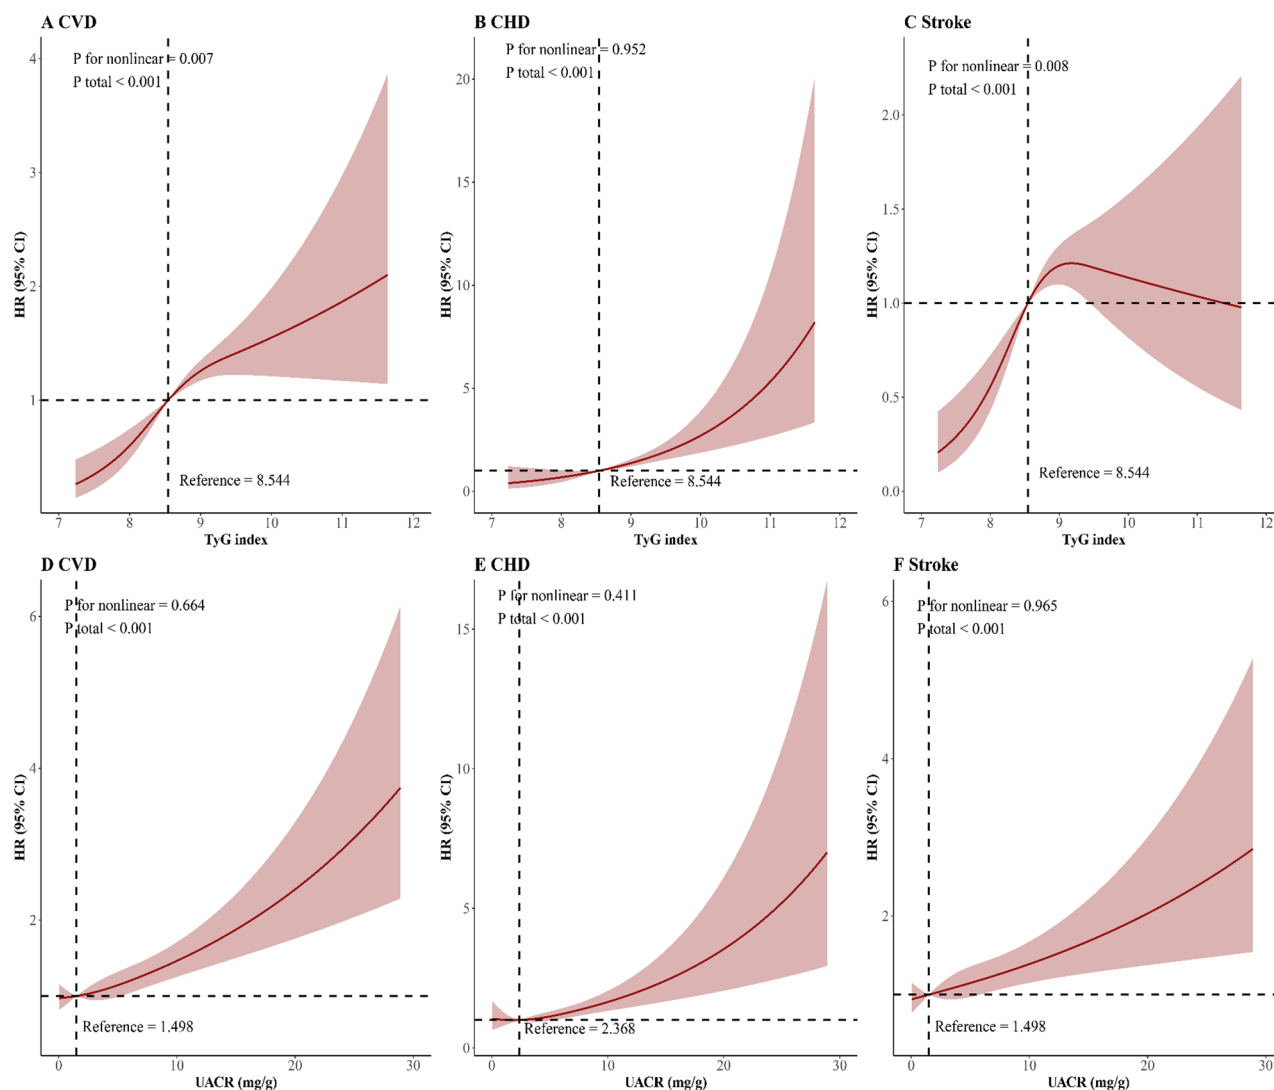 A CVD
P for nonlinear = 0.007
P total < 0.001
HR (95% CI)
4
3
2
1
Reference = 8.544
7 8 9 10 11 12
TyG index
B CHD
P for nonlinear = 0.952
P total < 0.001
HR (95% CI)
20
15
10
5
0
Reference = 8.544
7 8 9 10 11 12
TyG index
C Stroke
P for nonlinear = 0.008
P total < 0.001
HR (95% CI)
2.0
1.5
1.0
0.5
0.0
Reference = 8.544
7 8 9 10 11 12
TyG index
D CVD
P for nonlinear = 0.664
P total < 0.001
HR (95% CI)
6
4
2
Reference = 1.498
0 10 20 30
UACR (mg/g)
E CHD
P for nonlinear = 0.411
P total < 0.001
HR (95% CI)
15
10
5
0
Reference = 2.368
0 10 20 30
UACR (mg/g)
F Stroke
P for nonlinear = 0.965
P total < 0.001
HR (95% CI)
6
4
2
Reference = 1.498
0 10 20 30
UACR (mg/g)